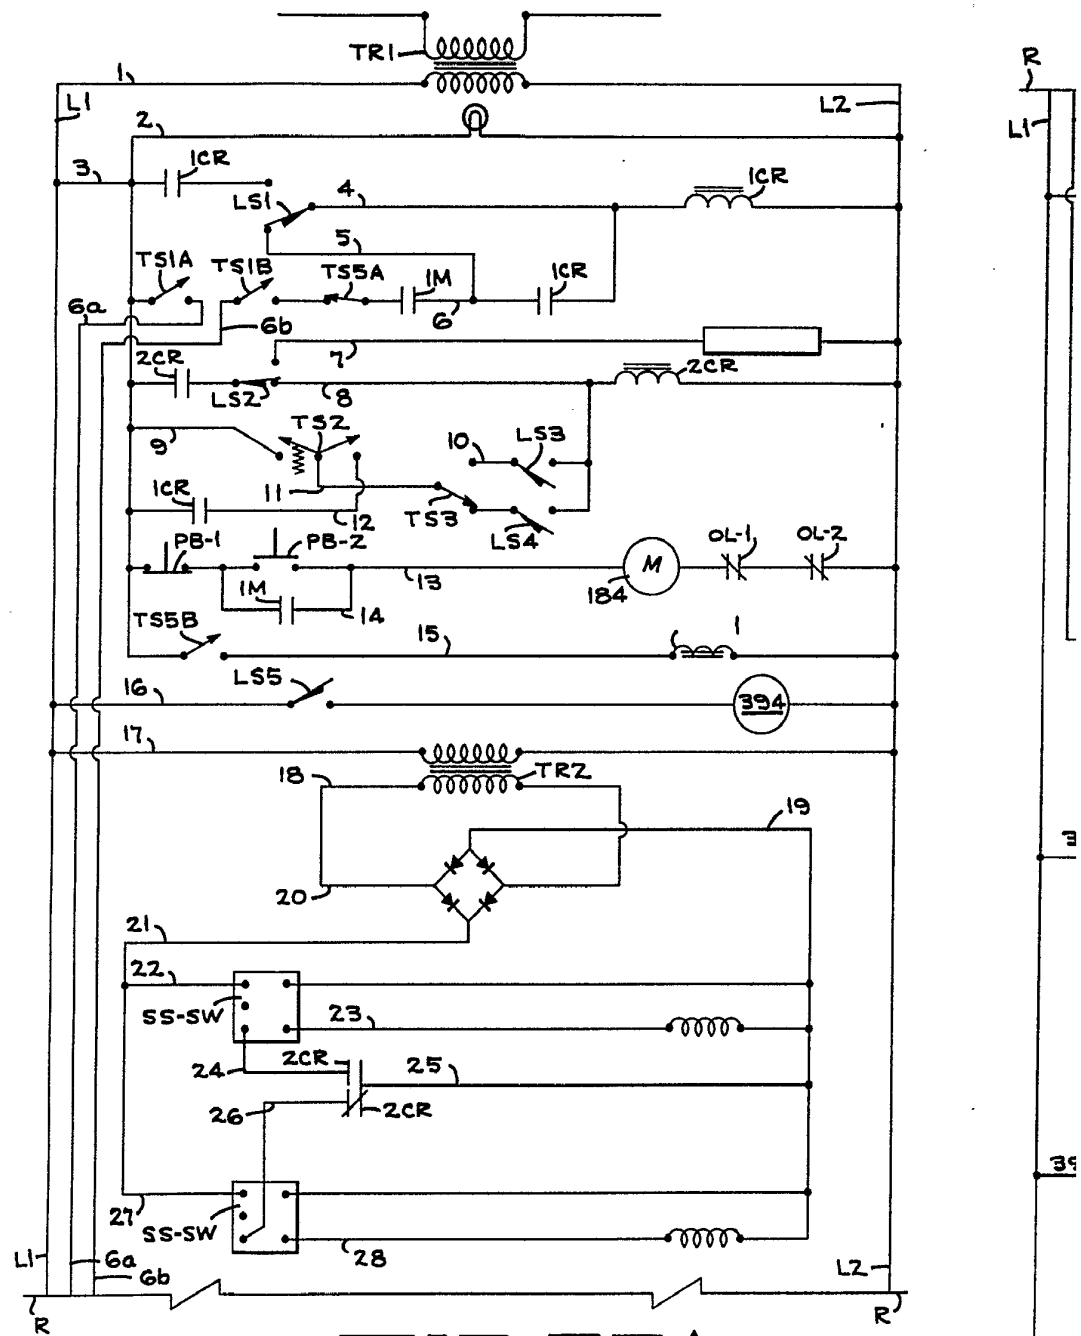 TR1
1
L1
L2
2
3
1CR
LS1
4
1CR
5
TS1A
TS1B
TS5A
1M
1CR
6a
6b
6
7
2CR
LS2
8
2CR
9
TS2
10
LS3
1CR
11
12
TS3
LS4
PB-1
PB-2
13
M
184
OL-1
OL-2
1M
14
TS5B
15
1
16
LS5
394
17
18
TR2
19
20
21
22
SS-SW
23
24
2CR
25
26
2CR
27
SS-SW
28
L1
6a
6b
L2
R
R
R
L1